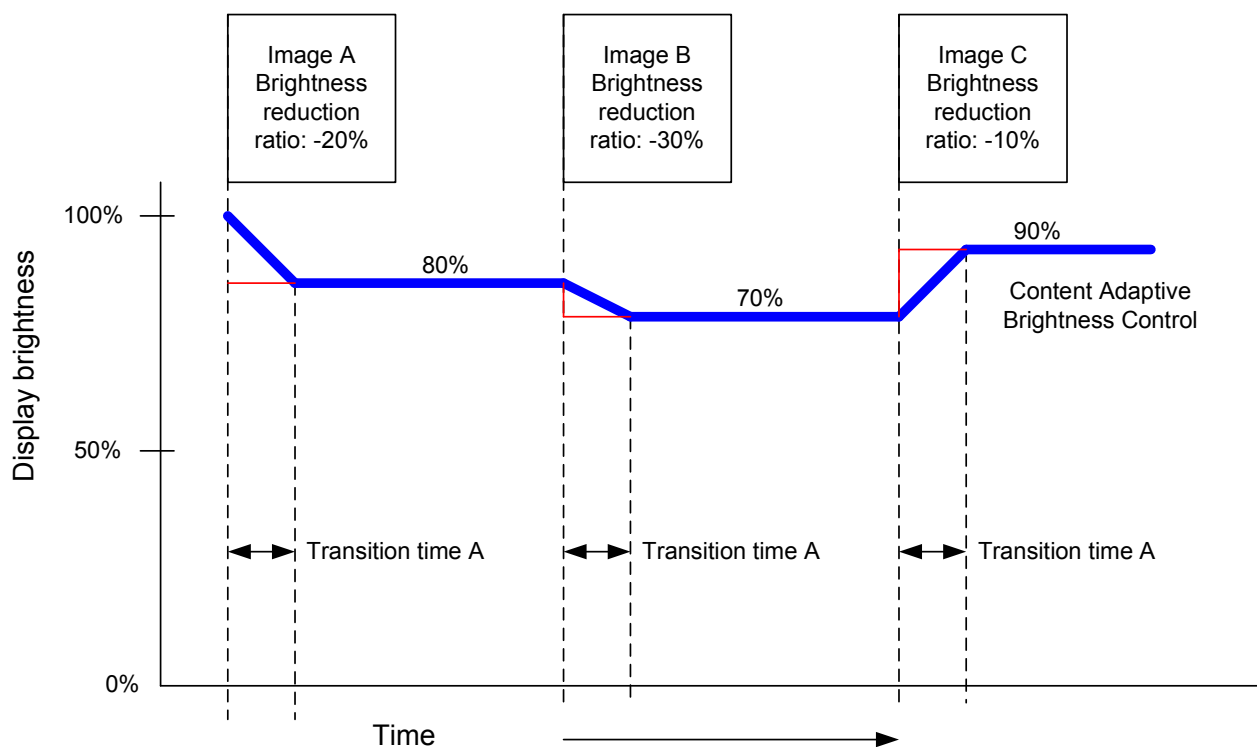 Image A
Brightness
reduction
ratio: -20%
Image B
Brightness
reduction
ratio: -30%
Image C
Brightness
reduction
ratio: -10%
100%
80%
70%
90%
Content Adaptive
Brightness Control
Display brightness
50%
Transition time A
Transition time A
Transition time A
0%
Time